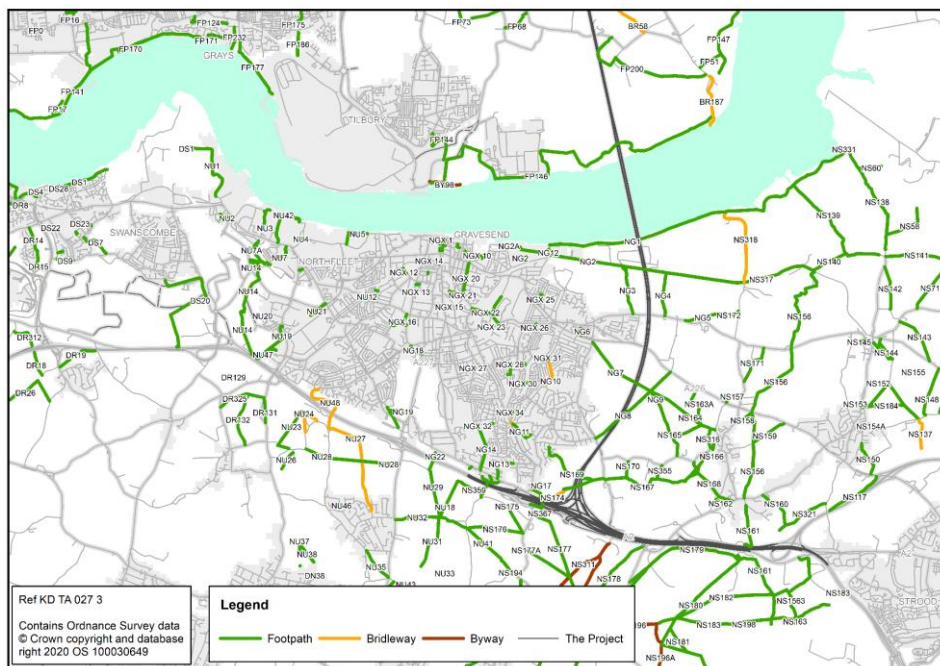 FP16
FP124
FP175
FP73
FP68
BR58
FP0
FP170
FP171
FP232
FP186
FP147
GRAYS
FP51
FP200
FP177
FP141
FP17
BR187
TILBURY
FP144
DS1
NU1
NS331
NS60
DS1
DS28
DS4
BY98
FP146
DR8
NS138
DS22
DS23
NU2
NU42
NU3
NS139
NS58
SWANSCOMBE
DS7
DR14
NU4
NU5
GRAVESEND
NG1
NS318
NU7A
NU7
NGX 1
NG2A
NG12
DS9
NORTHFLEET
NGX 14
NGX 10
NG2
NG2
NS140
NS141
DR15
NU14
NGX 12
NGX 20
NS317
NU14
NU12
NGX 13
NGX 21
NGX 25
NG3
NG4
NS142
NS71
DS20
NU20
NU21
NGX 15
NGX 22
NG5
NS172
NS156
NGX 16
NGX 23
NGX 26
NG6
DR312
NU14
NU19
NS145
NS143
NU47
NG18
NS144
DR19
NGX 31
NS171
DR18
NGX 27
NGX 28
NG7
NS155
DR129
NG10
NS156
NS152
DR26
NGX 30
A226
DR325
NU48
NG9
NS163A
NS157
NS148
DR131
NU24
NG19
NGX 34
NG8
NS164
NS158
NS153
NS184
DR132
NU23
NU27
NGX 32
NG11
NS165
NS316
NS159
NS154A
NS137
NU28
NG14
NS166
NS150
NU26
NU28
NG22
NG13
NS169
NS170
NS355
NS168
NS156
NU29
NS359
NG17
NS167
NS117
NU46
NU18
NS175
NS174
NS162
NS160
NU32
NS367
NS321
NS176
NS161
NU37
NU31
NU41
NS177A
NS177
NS179
A2
NU38
NU35
NS311
NS161
DN38
NU33
NS194
NS178
NS183
NS182
NS1563
STROOD
NS180
NS183
NS198
NS163
NS181
NS196A
Ref KD TA 027 3
Contains Ordnance Survey data
© Crown copyright and database
right 2020 OS 100030649
Legend
Footpath
Bridleway
Byway
The Project